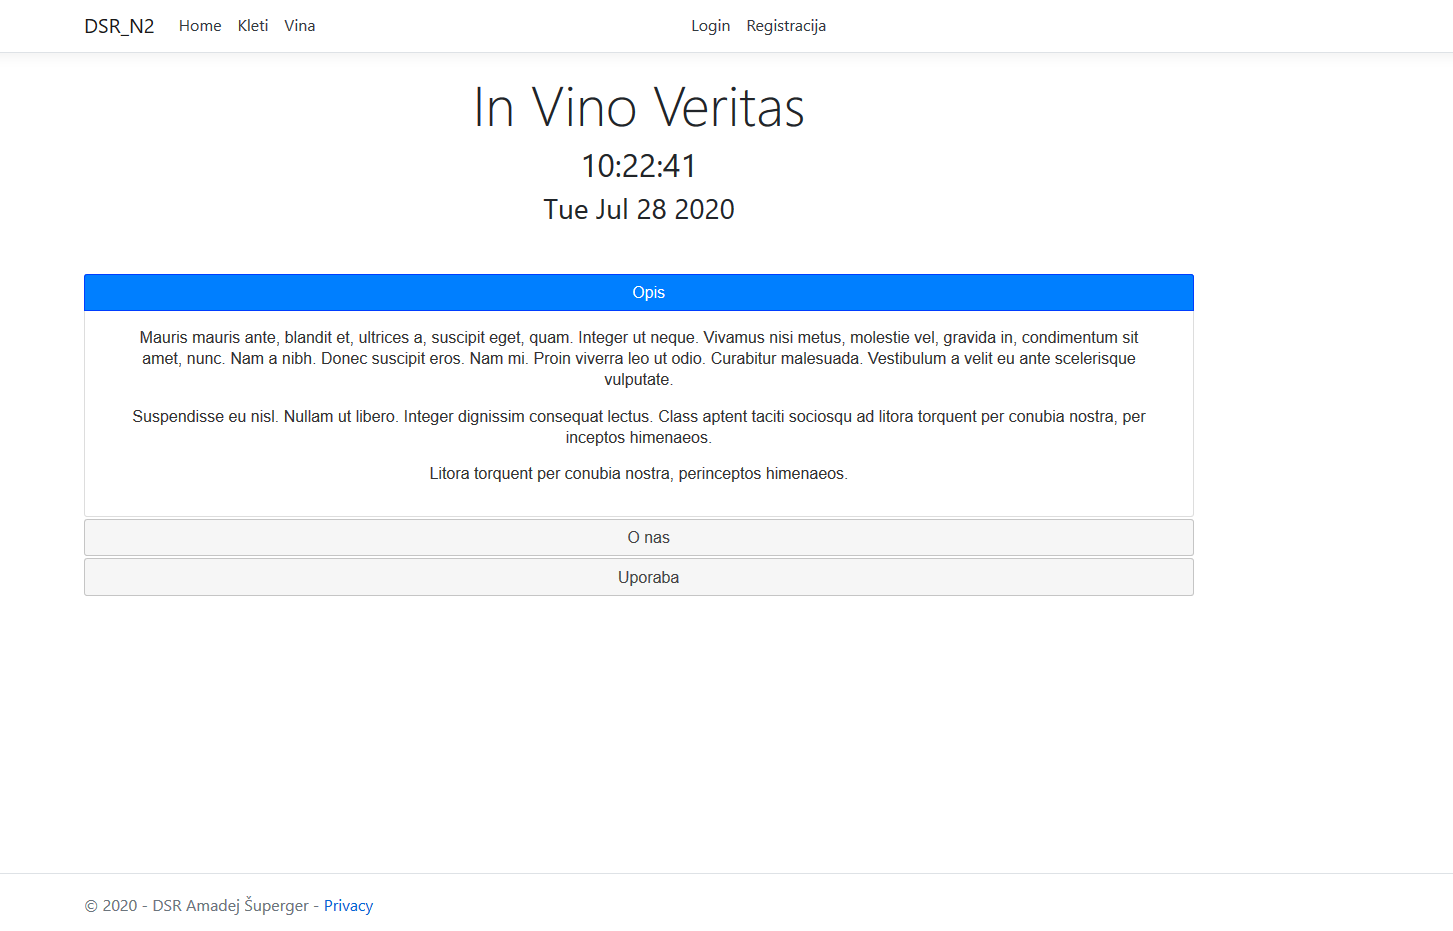 DSR_N2 Home Kleti Vina Login Registracija
In Vino Veritas
10:22:41
Tue Jul 28 2020
Opis
Mauris mauris ante, blandit et, ultrices a, suscipit eget, quam. Integer ut neque. Vivamus nisi metus, molestie vel, gravida in, condimentum sit
amet, nunc. Nam a nibh. Donec suscipit eros. Nam mi. Proin viverra leo ut odio. Curabitur malesuada. Vestibulum a velit eu ante scelerisque
vulputate.
Suspendisse eu nisl. Nullam ut libero. Integer dignissim consequat lectus. Class aptent taciti sociosqu ad litora torquent per conubia nostra, per
inceptos himenaeos.
Litora torquent per conubia nostra, perinceptos himenaeos.
O nas
Uporaba
© 2020 - DSR Amadej Šuperger - Privacy